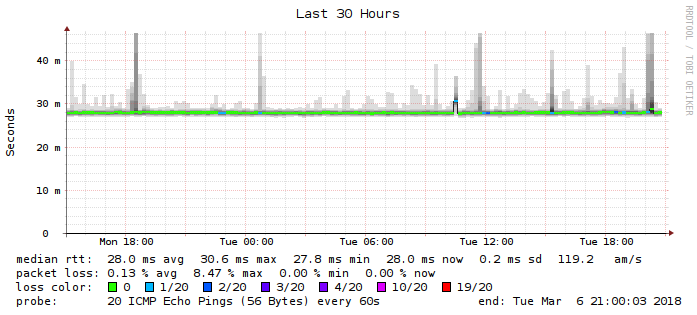 Last 30 Hours
RRDTOOL / TOBI OETIKER
Seconds
40 m
30 m
20 m
10 m
0
Mon 18:00 Tue 00:00 Tue 06:00 Tue 12:00 Tue 18:00
median rtt: 28.0 ms avg 30.6 ms max 27.8 ms min 28.0 ms now 0.2 ms sd 119.2 am/s
packet loss: 0.13 % avg 8.47 % max 0.00 % min 0.00 % now
loss color: 0 1/20 2/20 3/20 4/20 10/20 19/20
probe: 20 ICMP Echo Pings (56 Bytes) every 60s end: Tue Mar 6 21:00:03 2018